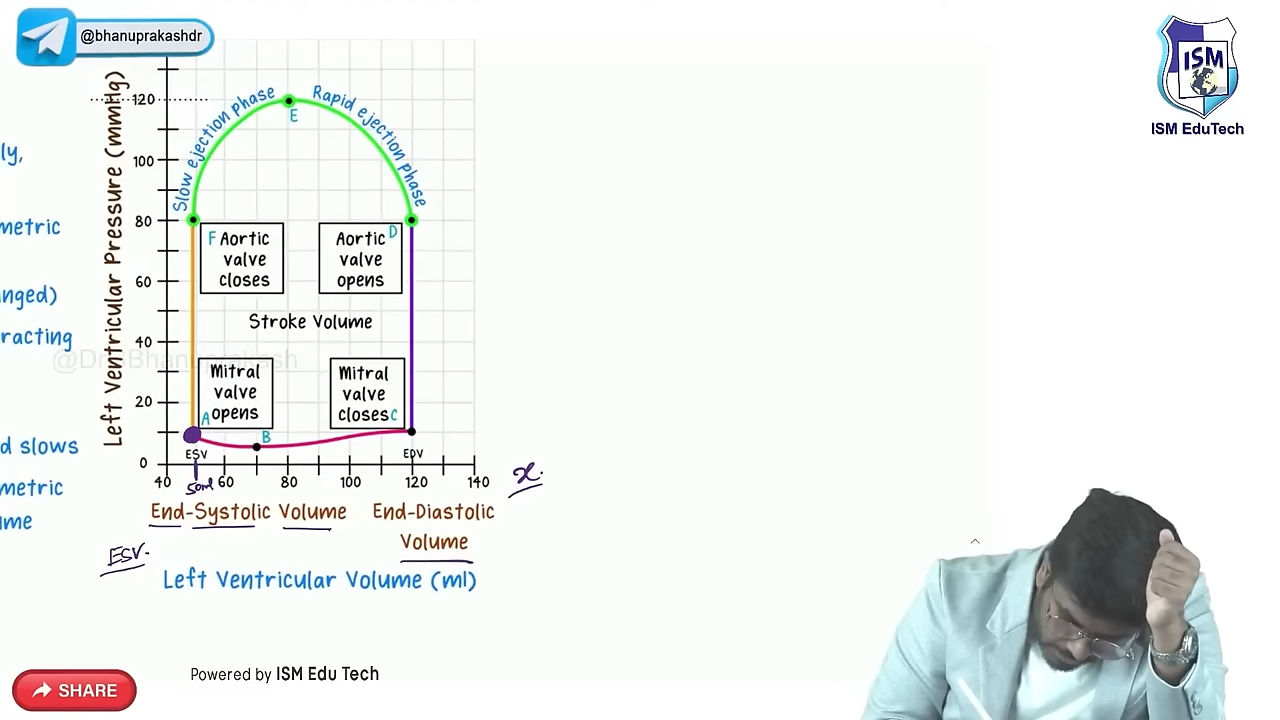 @bhanuprakashdr
ISM
ISM EduTech
ly,
metric
nged)
racting
d slows
metric
me
Left Ventricular Pressure (mmHg)
120
100
80
60
40
20
0
Slow ejection phase
Rapid ejection phase
E
F Aortic
valve
closes
Aortic D
valve
opens
Stroke Volume
@Dr. Bhanuprakash
Mitral
valve
A opens
Mitral
valve
closes C
B
ESV
EDV
40 60 80 100 120 140
50ml
x.
End-Systolic Volume
End-Diastolic
Volume
ESV.
Left Ventricular Volume (ml)
Powered by ISM Edu Tech
SHARE